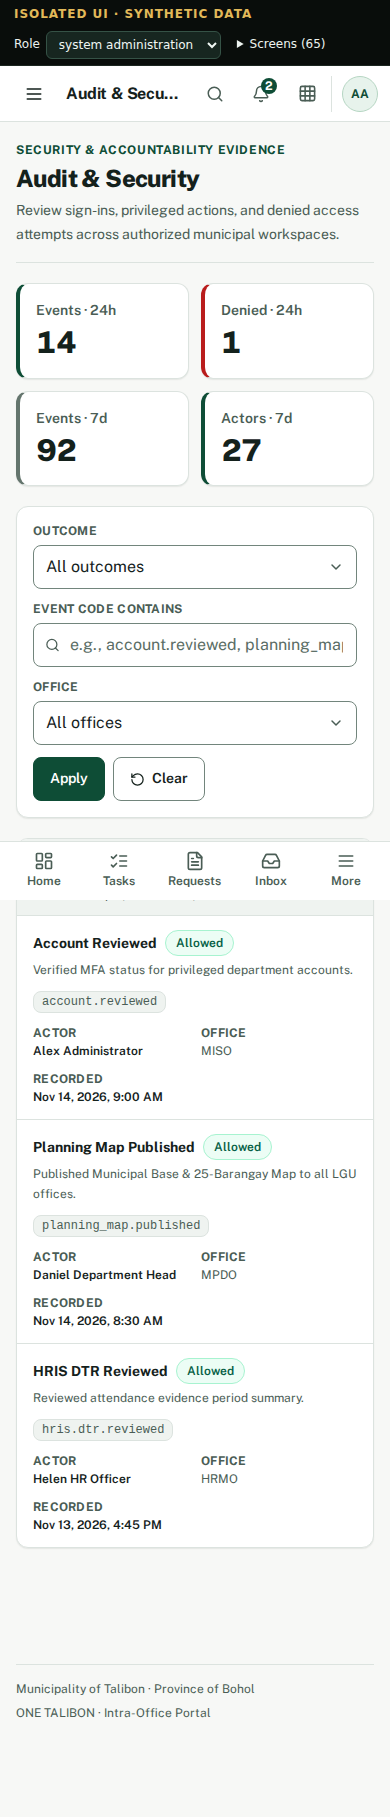 ISOLATED UI · SYNTHETIC DATA
Role system administration ▶ Screens (65)
Audit & Secu... 2 AA
SECURITY & ACCOUNTABILITY EVIDENCE
Audit & Security
Review sign-ins, privileged actions, and denied access
attempts across authorized municipal workspaces.
Events · 24h
14
Denied · 24h
1
Events · 7d
92
Actors · 7d
27
OUTCOME
All outcomes
EVENT CODE CONTAINS
e.g., account.reviewed, planning_ma
OFFICE
All offices
Apply Clear
Home Tasks Requests Inbox More
Account Reviewed Allowed
Verified MFA status for privileged department accounts.
account.reviewed
ACTOR OFFICE
Alex Administrator MISO
RECORDED
Nov 14, 2026, 9:00 AM
Planning Map Published Allowed
Published Municipal Base & 25-Barangay Map to all LGU
offices.
planning_map.published
ACTOR OFFICE
Daniel Department Head MPDO
RECORDED
Nov 14, 2026, 8:30 AM
HRIS DTR Reviewed Allowed
Reviewed attendance evidence period summary.
hris.dtr.reviewed
ACTOR OFFICE
Helen HR Officer HRMO
RECORDED
Nov 13, 2026, 4:45 PM
Municipality of Talibon · Province of Bohol
ONE TALIBON · Intra-Office Portal